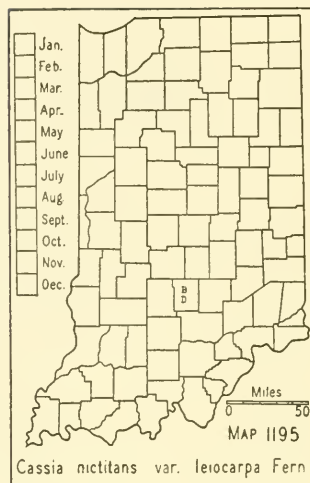 Jan.
Feb.
Mar.
Apr.
May
June
July
Aug.
Sept.
Oct.
Nov.
Dec.
B
D
Miles
0 50
MAP 1195
Cassia nictitans var. leiocarpa Fern